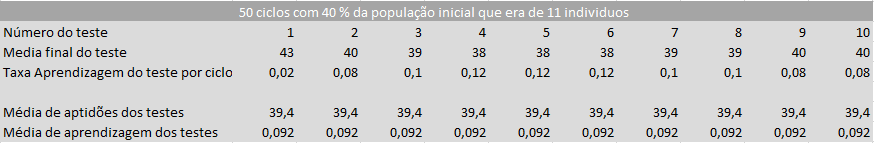 50 ciclos com 40 % da população inicial que era de 11 individuos
Número do teste 1 2 3 4 5 6 7 8 9 10
Media final do teste 43 40 39 38 38 38 39 39 40 40
Taxa Aprendizagem do teste por ciclo 0,02 0,08 0,1 0,12 0,12 0,12 0,1 0,1 0,08 0,08
Média de aptidões dos testes 39,4 39,4 39,4 39,4 39,4 39,4 39,4 39,4 39,4 39,4
Média de aprendizagem dos testes 0,092 0,092 0,092 0,092 0,092 0,092 0,092 0,092 0,092 0,092